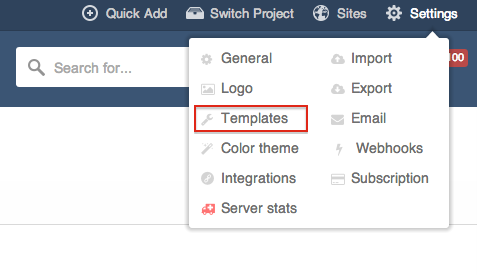 Quick Add Switch Project Sites Settings
Search for...
100
General Import
Logo Export
Templates Email
Color theme Webhooks
Integrations Subscription
Server stats